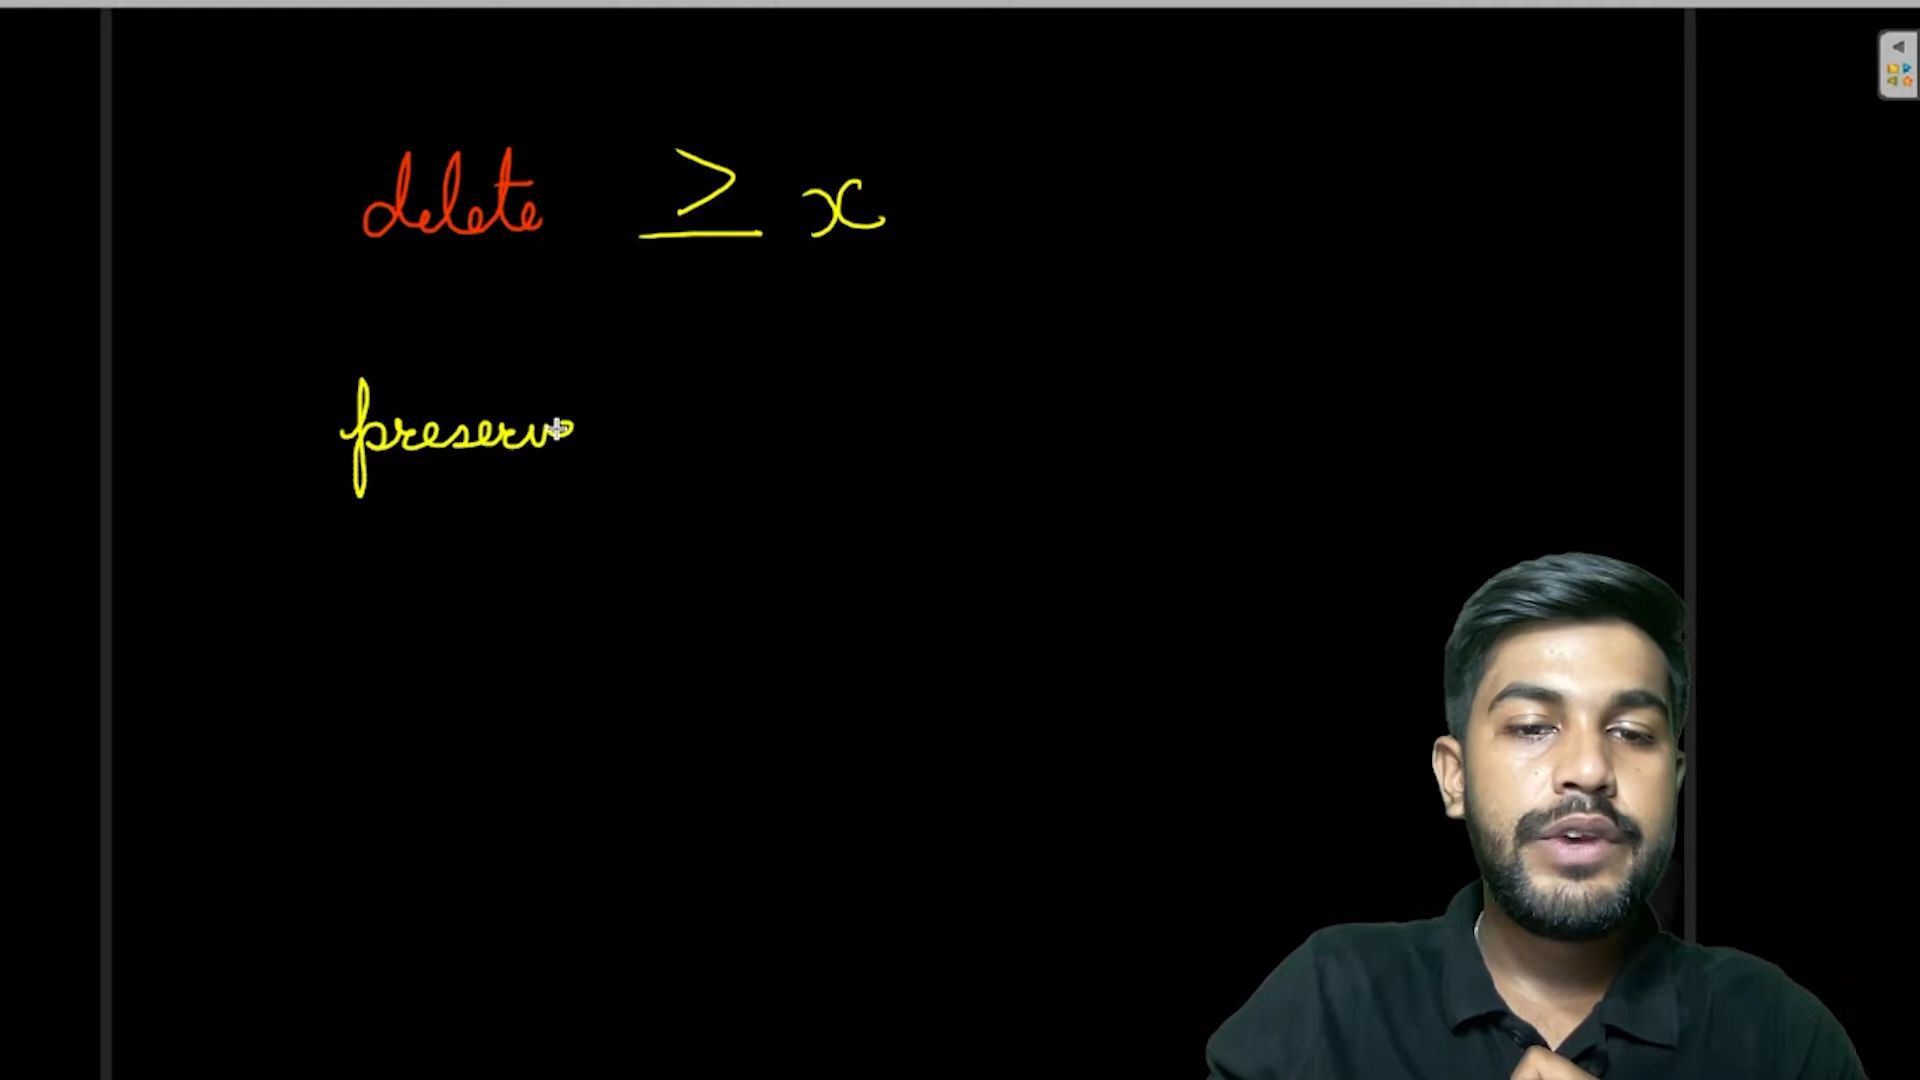 delete ≥ x
preserv